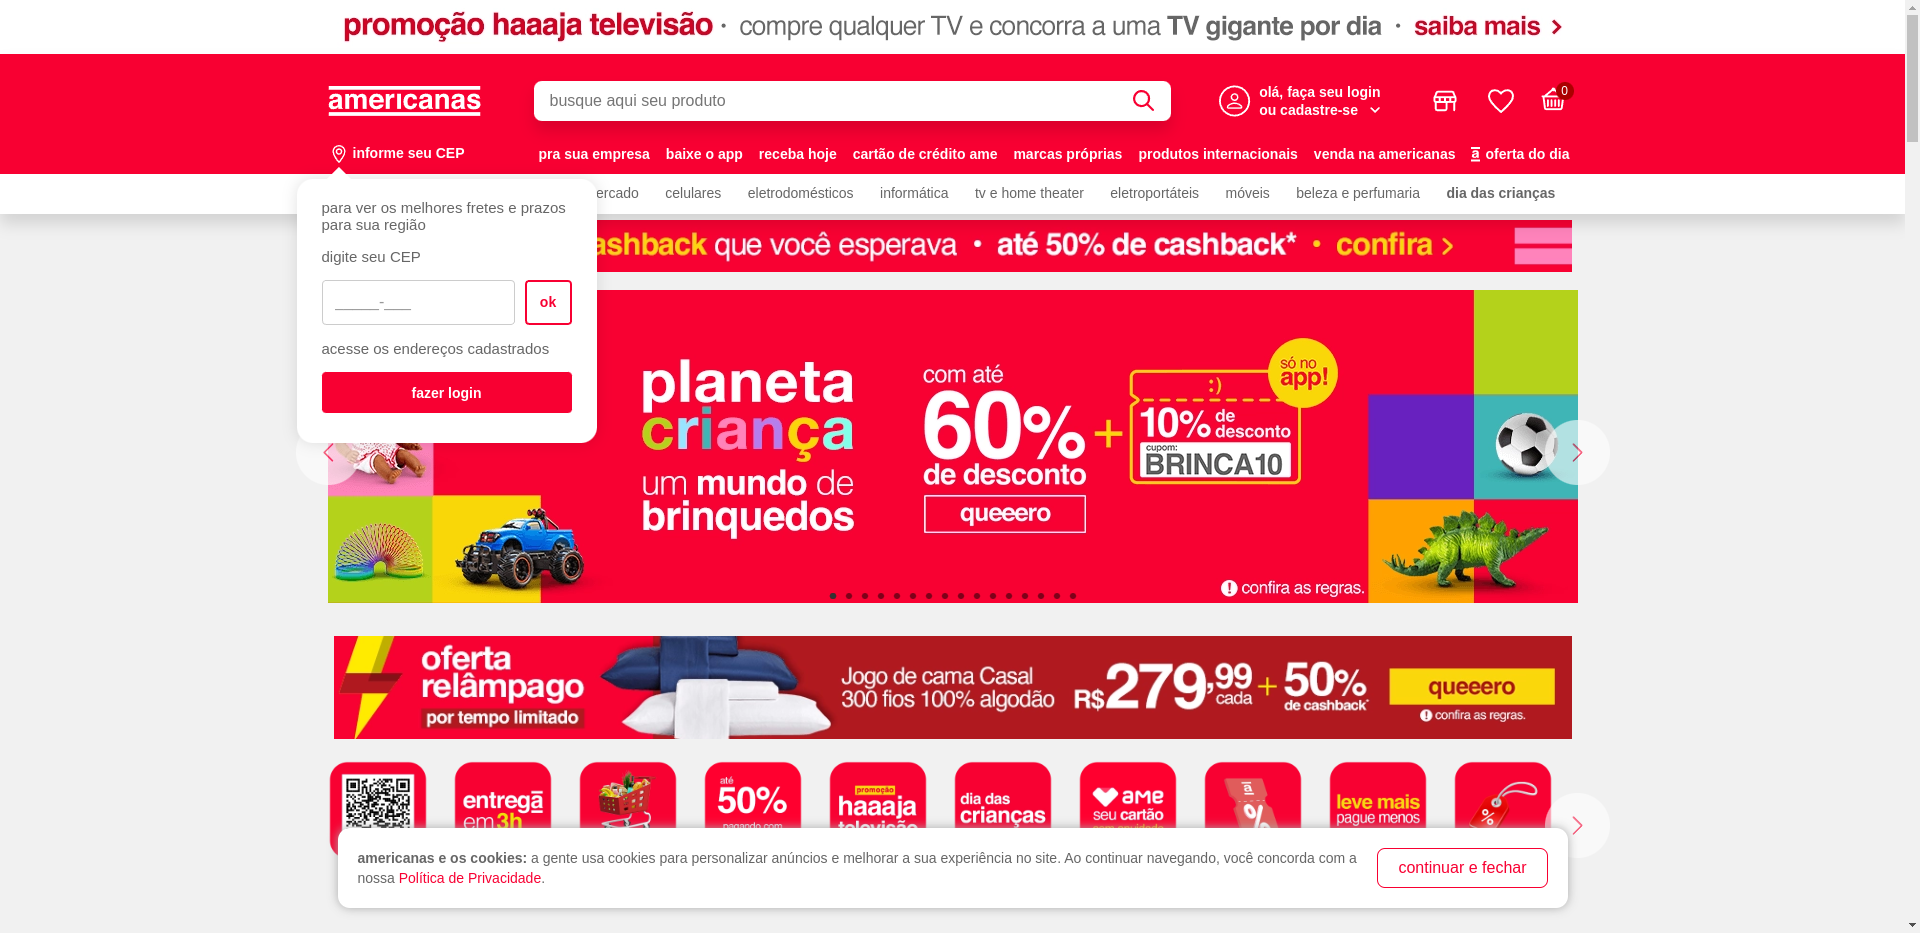 promoção haaaja televisão · compre qualquer TV e concorra a uma TV gigante por dia · saiba mais >
americanas
busque aqui seu produto
olá, faça seu login
ou cadastre-se
0
informe seu CEP
pra sua empresa baixe o app receba hoje cartão de crédito ame marcas próprias produtos internacionais venda na americanas ā oferta do dia
ercado celulares eletrodomésticos informática tv e home theater eletroportáteis móveis beleza e perfumaria dia das crianças
para ver os melhores fretes e prazos
para sua região
digite seu CEP
_____-___
ok
acesse os endereços cadastrados
fazer login
ashback que você esperava • até 50% de cashback* • confira >
planeta
criança
um mundo de
brinquedos
com até
60%
de desconto
queeero
+
:)
10% de desconto
cupom:
BRINCA10
só no
app!
! confira as regras.
oferta
relâmpago
por tempo limitado
Jogo de cama Casal
300 fios 100% algodão
R$279,99 cada + 50% de cashback*
queeero
! confira as regras.
entregā
em 3h
até
50%
pagando com
promoção
haaaja
televisão
dia das
crianças
ame
seu cartão
com anuidade
ā
%
leve mais
pague menos
%
americanas e os cookies: a gente usa cookies para personalizar anúncios e melhorar a sua experiência no site. Ao continuar navegando, você concorda com a
nossa Política de Privacidade.
continuar e fechar